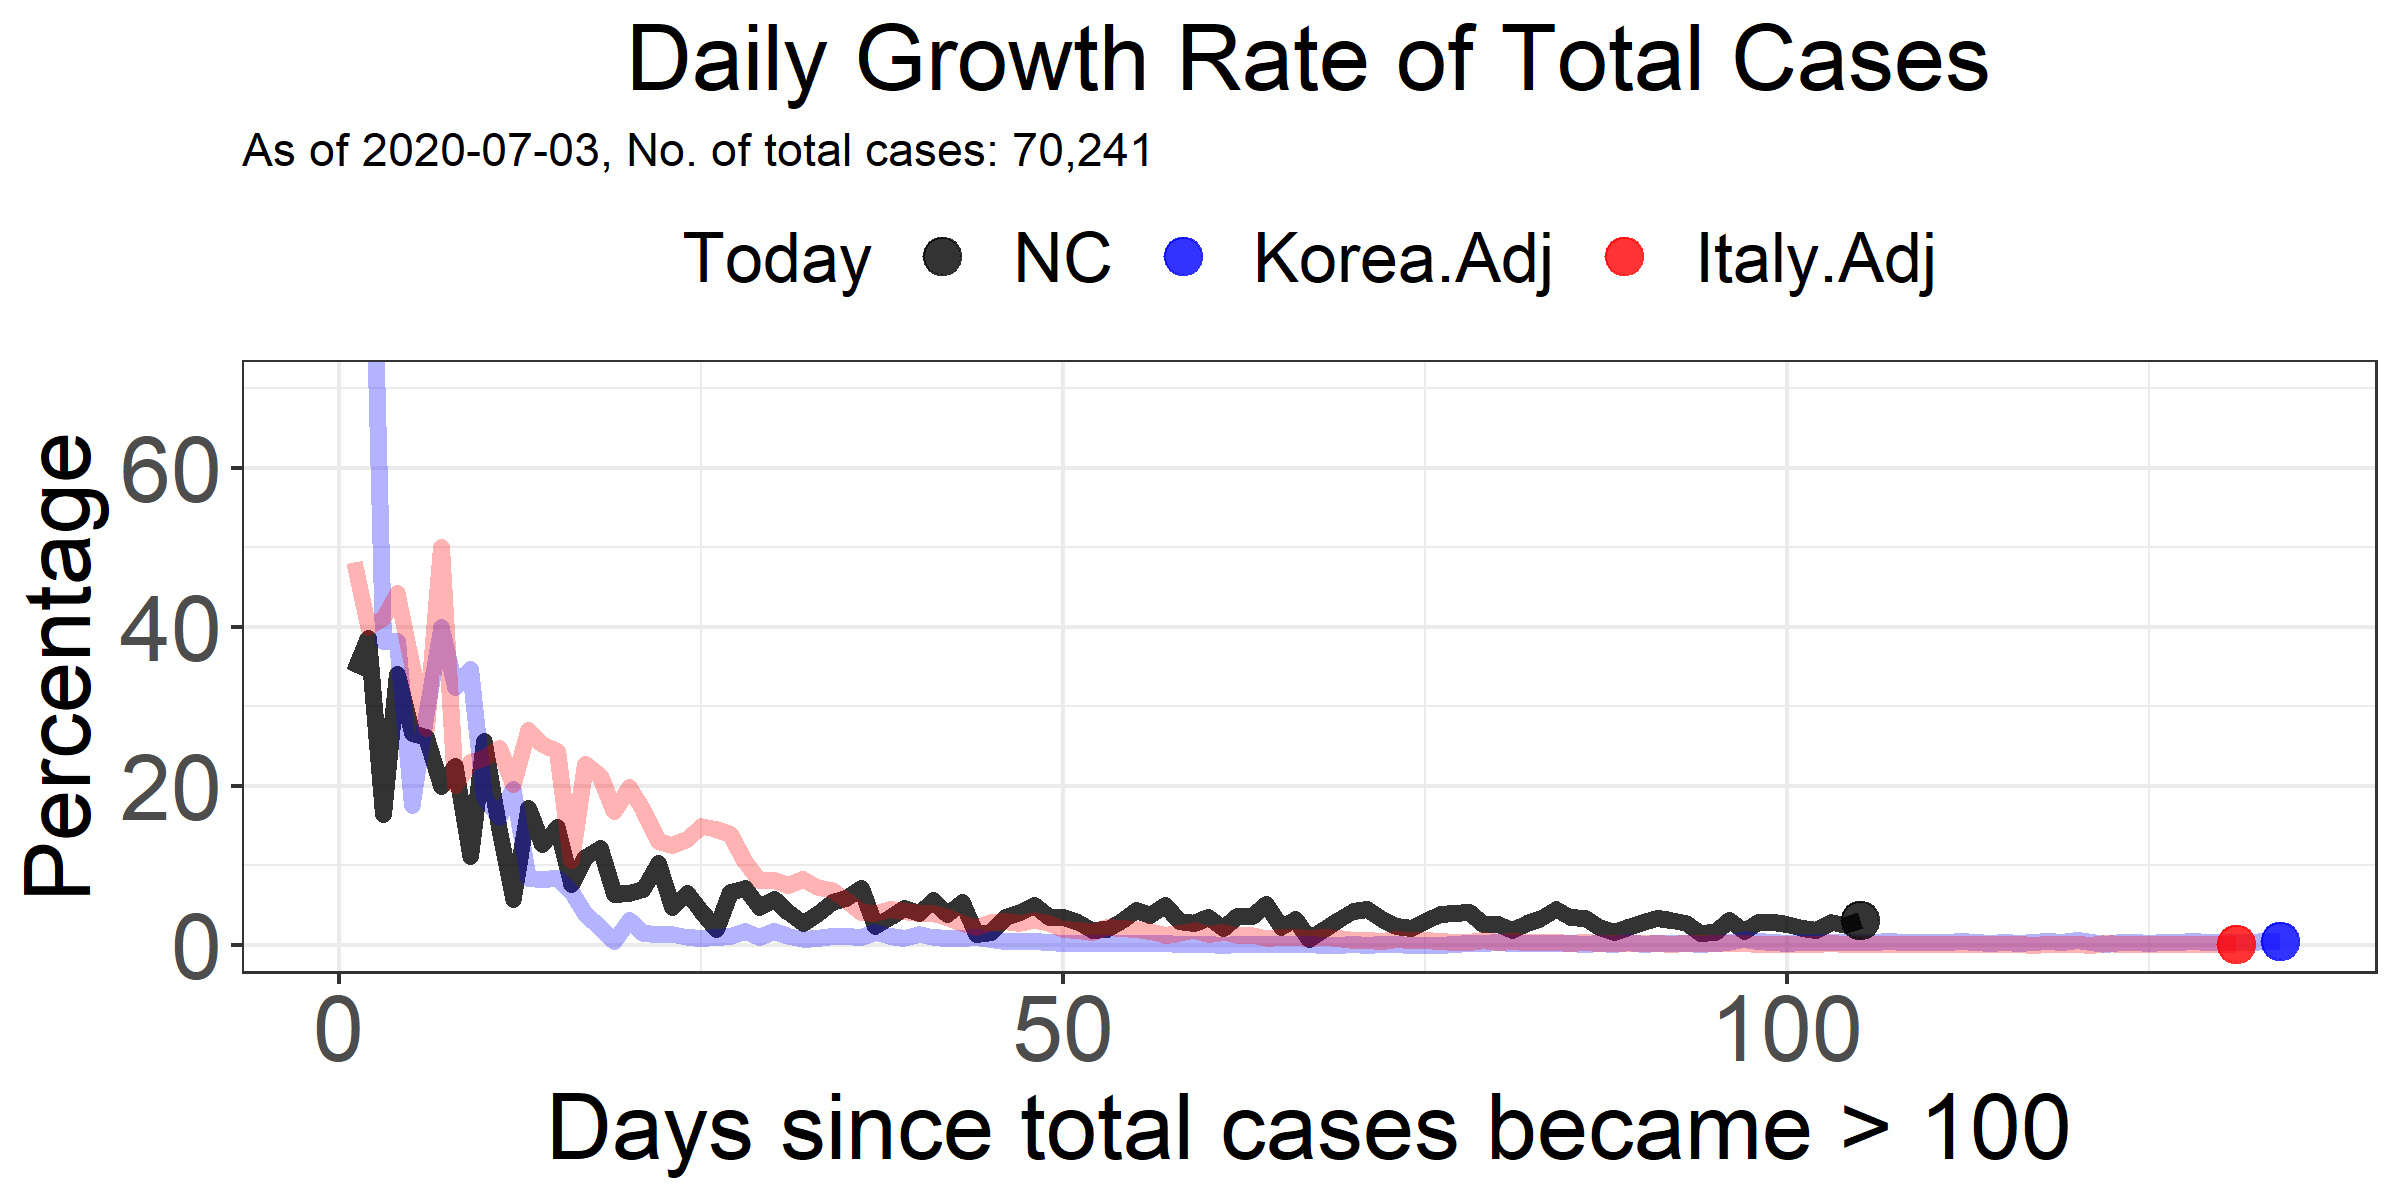 Daily Growth Rate of Total Cases
As of 2020-07-03, No. of total cases: 70,241
Today NC Korea.Adj Italy.Adj
Percentage
60
40
20
0
0 50 100
Days since total cases became > 100